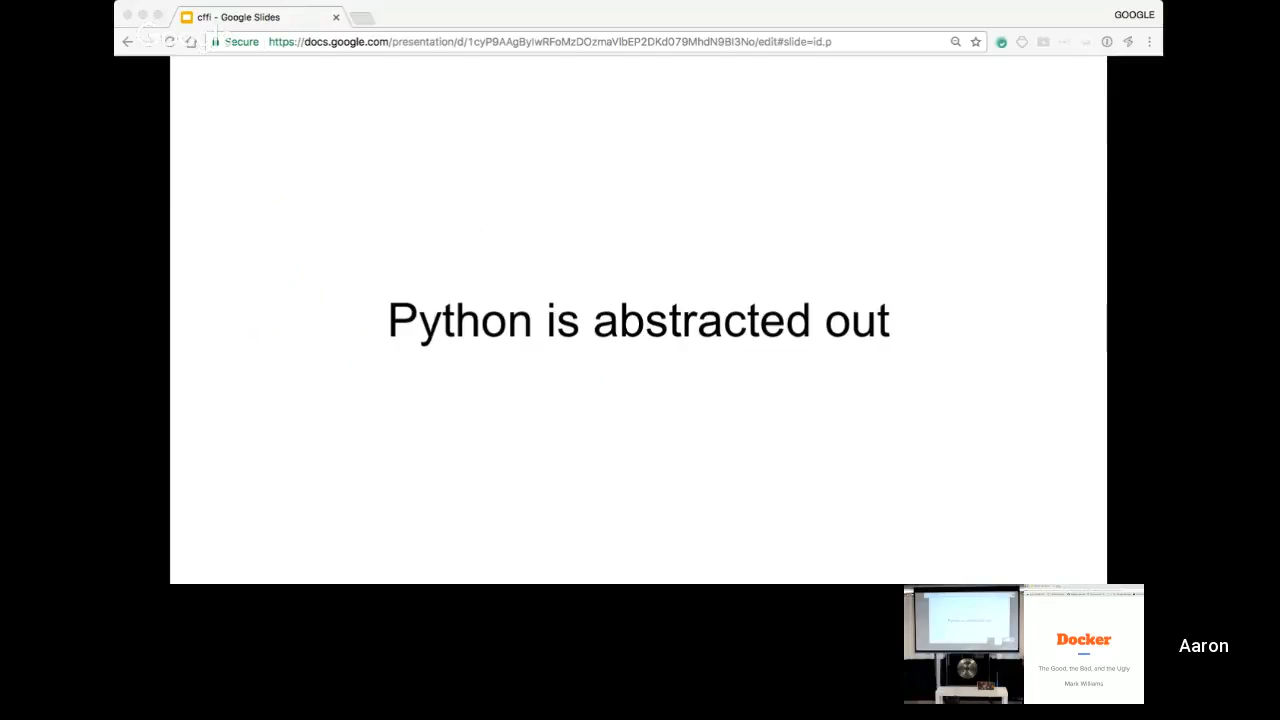 cffi - Google Slides
GOOGLE
Secure
https://docs.google.com/presentation/d/1cyP9AAgByIwRFoMzDOzmaVlbEP2DKd079MhdN9BI3No/edit#slide=id.p
Python is abstracted out
Docker
The Good, the Bad, and the Ugly
Mark Williams
Aaron